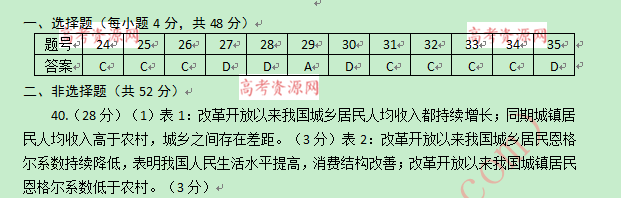 一、选择题（每小题 4 分，共 48 分）
高考资源网 高考资源网
题号 24 25 26 27 28 29 30 31 32 33 34 35
答案 C C C D D A D C C C C D
高考资源网
二、非选择题（共 52 分）
40.（28 分）（1）表 1：改革开放以来我国城乡居民人均收入都持续增长；同期城镇居
民人均收入高于农村，城乡之间存在差距。（3 分）表 2：改革开放以来我国城乡居民恩格
尔系数持续降低，表明我国人民生活水平提高，消费结构改善；改革开放以来我国城镇居民
恩格尔系数低于农村。（3 分）